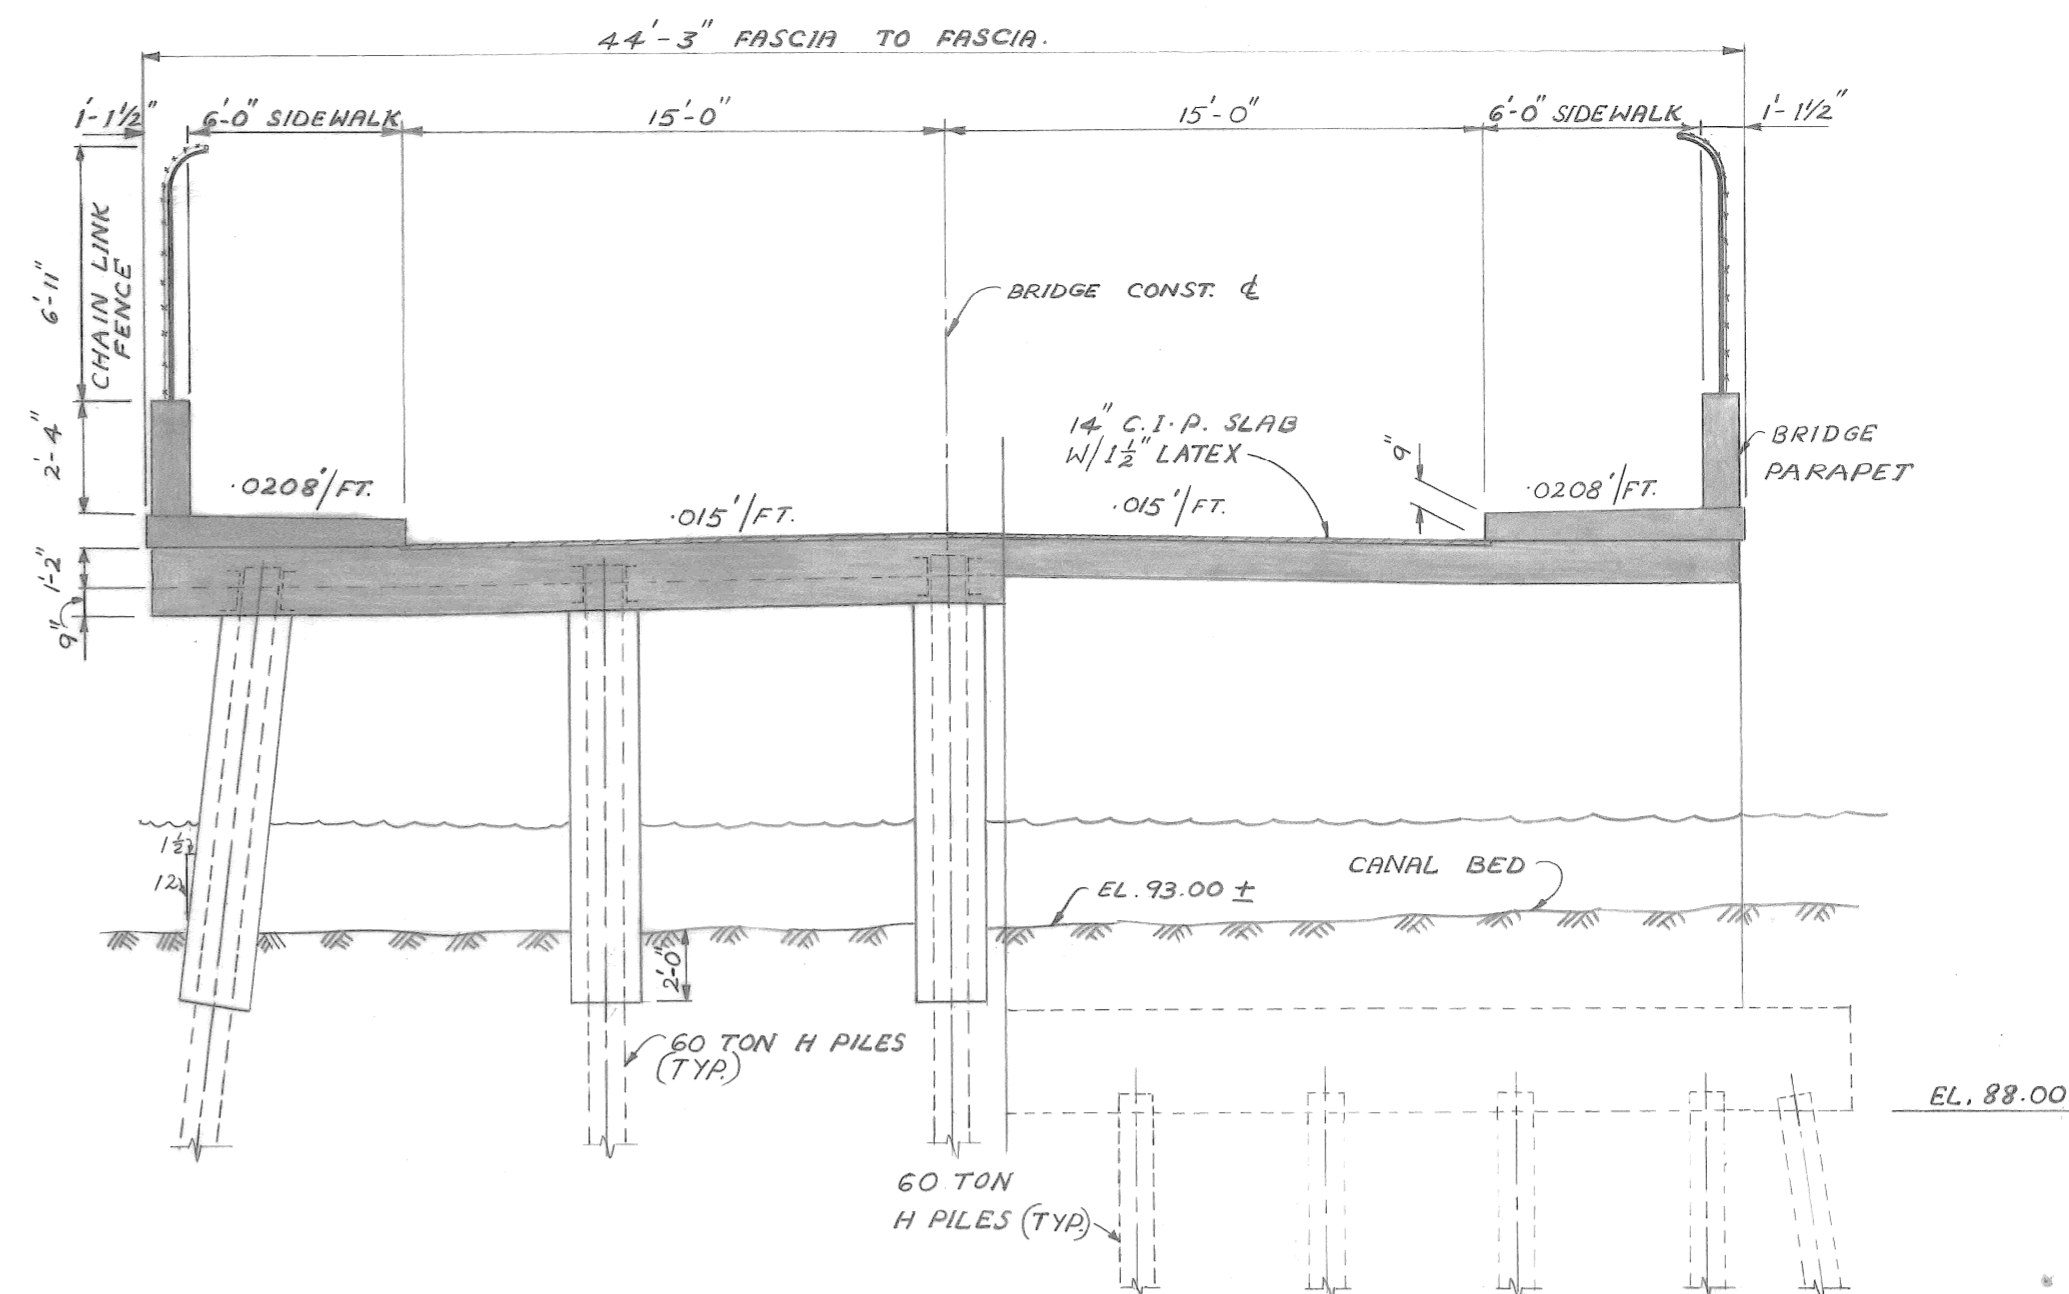 44'-3" FASCIA TO FASCIA.
1'-1½" 6'-0" SIDEWALK 15'-0" 15'-0" 6'-0" SIDEWALK 1'-1½"
6'-11"
CHAIN LINK
FENCE
BRIDGE CONST. ℄
2'-4"
14" C.I.P. SLAB
W/1½" LATEX
9"
BRIDGE
PARAPET
.0208'/FT.
.015'/FT.
.015'/FT.
.0208'/FT.
1'-2"
9"
1½
12
CANAL BED
EL. 93.00 ±
2'-0"
60 TON H PILES
(TYP.)
EL. 88.00
60 TON
H PILES (TYP.)